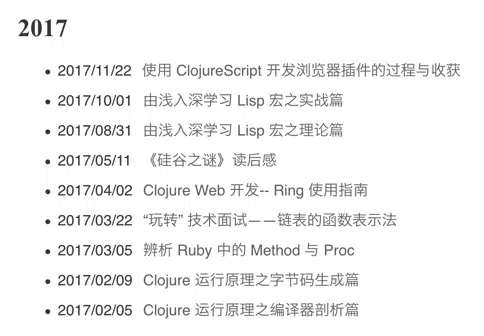 2017
2017/11/22 使用 ClojureScript 开发浏览器插件的过程与收获
2017/10/01 由浅入深学习 Lisp 宏之实战篇
2017/08/31 由浅入深学习 Lisp 宏之理论篇
2017/05/11 《硅谷之谜》读后感
2017/04/02 Clojure Web 开发-- Ring 使用指南
2017/03/22 “玩转” 技术面试——链表的函数表示法
2017/03/05 辨析 Ruby 中的 Method 与 Proc
2017/02/09 Clojure 运行原理之字节码生成篇
2017/02/05 Clojure 运行原理之编译器剖析篇